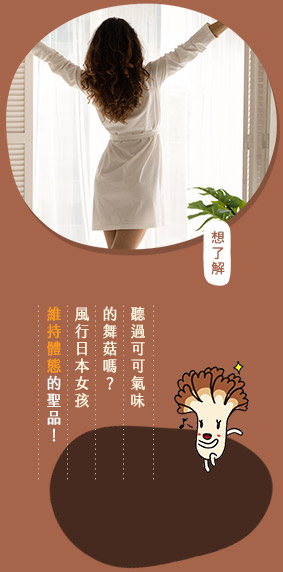 想了解
聽過可可氣味
的舞菇嗎？
風行日本女孩
維持體態的聖品！